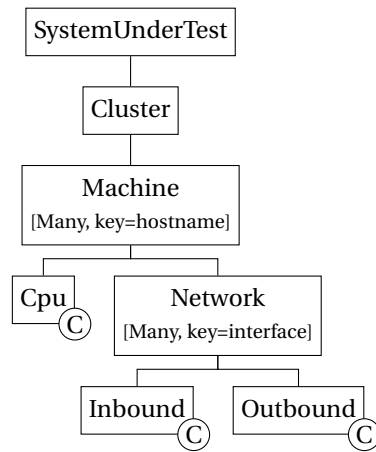 SystemUnderTest
Cluster
Machine
[Many, key=hostname]
Cpu
C
Network
[Many, key=interface]
Inbound
C
Outbound
C